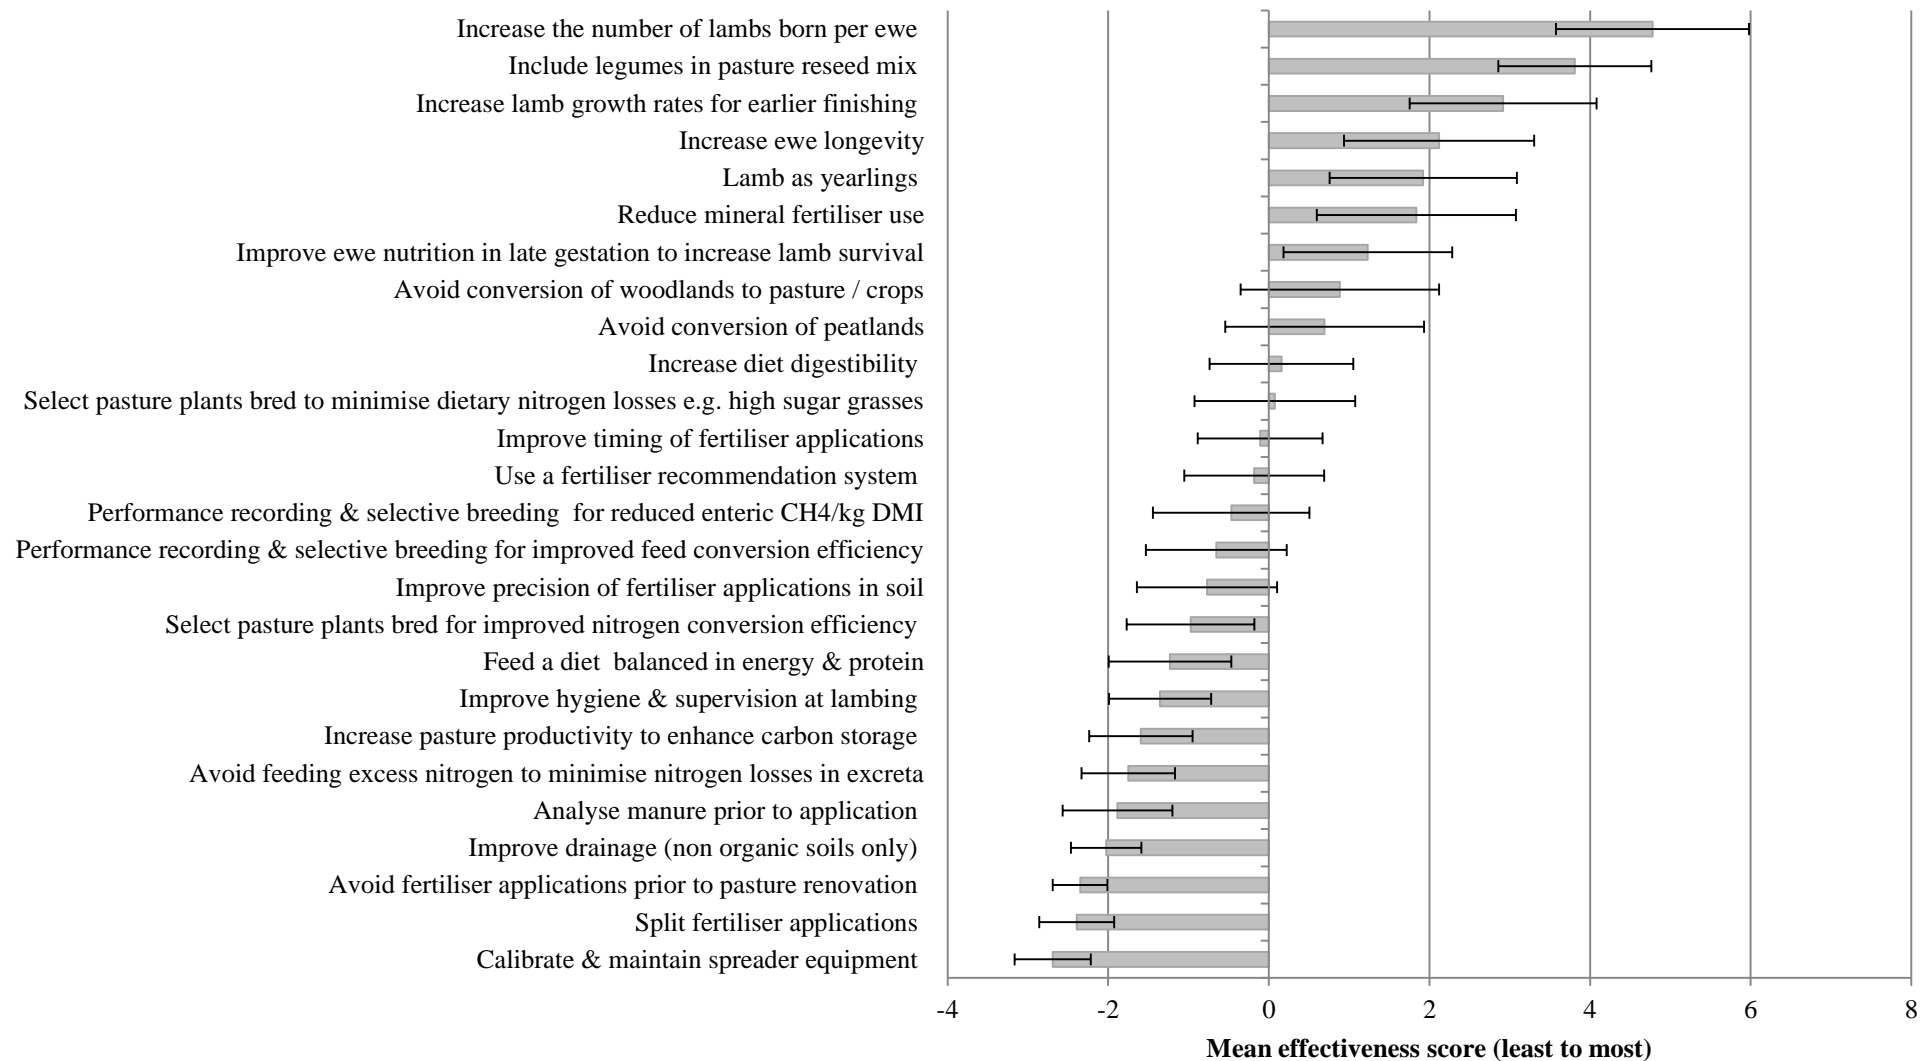 Increase the number of lambs born per ewe
Include legumes in pasture reseed mix
Increase lamb growth rates for earlier finishing
Increase ewe longevity
Lamb as yearlings
Reduce mineral fertiliser use
Improve ewe nutrition in late gestation to increase lamb survival
Avoid conversion of woodlands to pasture / crops
Avoid conversion of peatlands
Increase diet digestibility
Select pasture plants bred to minimise dietary nitrogen losses e.g. high sugar grasses
Improve timing of fertiliser applications
Use a fertiliser recommendation system
Performance recording & selective breeding for reduced enteric CH4/kg DMI
Performance recording & selective breeding for improved feed conversion efficiency
Improve precision of fertiliser applications in soil
Select pasture plants bred for improved nitrogen conversion efficiency
Feed a diet balanced in energy & protein
Improve hygiene & supervision at lambing
Increase pasture productivity to enhance carbon storage
Avoid feeding excess nitrogen to minimise nitrogen losses in excreta
Analyse manure prior to application
Improve drainage (non organic soils only)
Avoid fertiliser applications prior to pasture renovation
Split fertiliser applications
Calibrate & maintain spreader equipment
-4 -2 0 2 4 6 8
Mean effectiveness score (least to most)